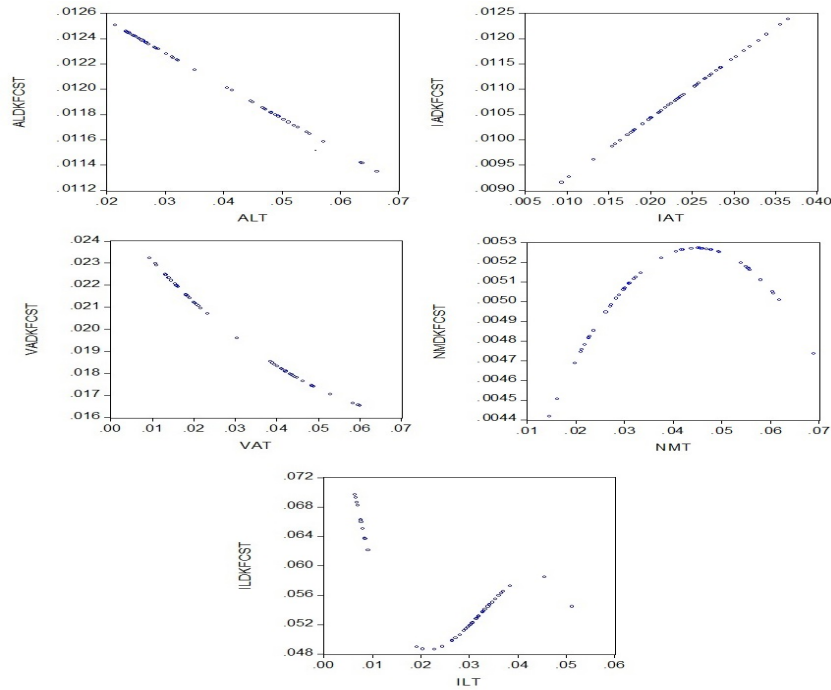 .0126
.0124
.0122
.0120
.0118
.0116
.0114
.0112
ALDKFCST
.02 .03 .04 .05 .06 .07
ALT
.0125
.0120
.0115
.0110
.0105
.0100
.0095
.0090
IADKFCST
.005 .010 .015 .020 .025 .030 .035 .040
IAT
.024
.023
.022
.021
.020
.019
.018
.017
.016
VADKFCST
.00 .01 .02 .03 .04 .05 .06 .07
VAT
.0053
.0052
.0051
.0050
.0048
.0047
.0046
.0045
.0044
NMDKFCST
.01 .02 .03 .04 .05 .06 .07
NMT
.072
.068
.064
.060
.056
.052
.048
ILDKFCST
.00 .01 .02 .03 .04 .05 .06
ILT